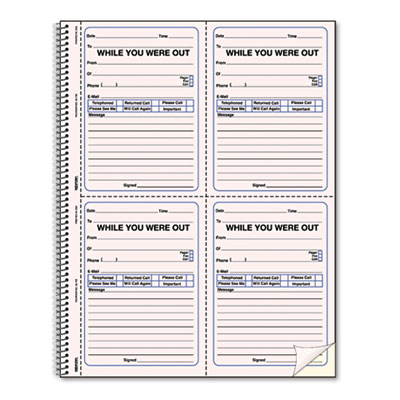 Date Time
To
WHILE YOU WERE OUT
From
Of
Phone ( )
Pager
Fax
Cell
E-Mail
Telephoned Returned Call Please Call
Please See Me Will Call Again Important
Message
Signed
Date Time
To
WHILE YOU WERE OUT
From
Of
Phone ( )
Pager
Fax
Cell
E-Mail
Telephoned Returned Call Please Call
Please See Me Will Call Again Important
Message
Signed
Date Time
To
WHILE YOU WERE OUT
From
Of
Phone ( )
Pager
Fax
Cell
E-Mail
Telephoned Returned Call Please Call
Please See Me Will Call Again Important
Message
Signed
Date Time
To
WHILE YOU WERE OUT
From
Of
Phone ( )
Pager
Fax
Cell
E-Mail
Telephoned Returned Call Please Call
Please See Me Will Call Again Important
Message
Signed